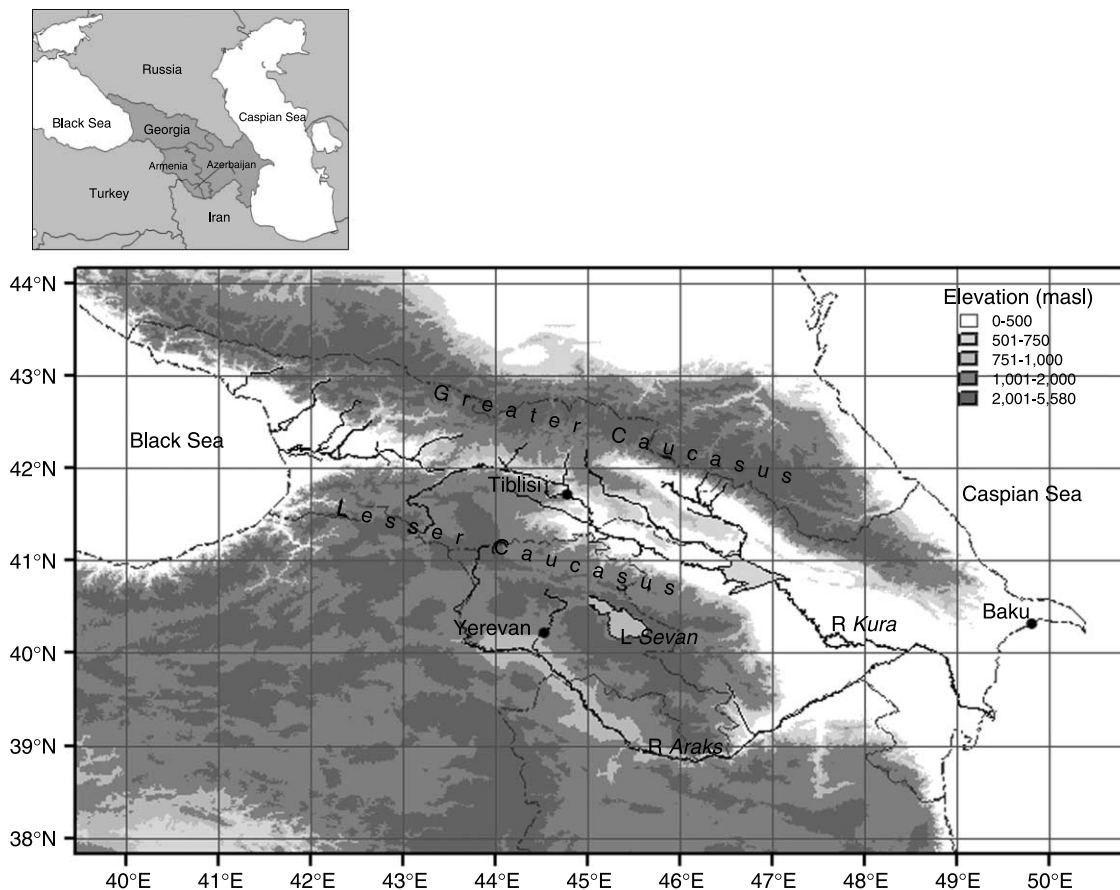 Russia
Black Sea
Caspian Sea
Georgia
Armenia
Azerbaijan
Turkey
Iran
44°N
43°N
42°N
41°N
40°N
39°N
38°N
Elevation (masl)
0-500
501-750
751-1,000
1,001-2,000
2,001-5,580
Greater Caucasus
Black Sea
Tiblisi
Caspian Sea
Lesser Caucasus
Baku
R Kura
Yerevan
L Sevan
R Araks
40°E 41°E 42°E 43°E 44°E 45°E 46°E 47°E 48°E 49°E 50°E